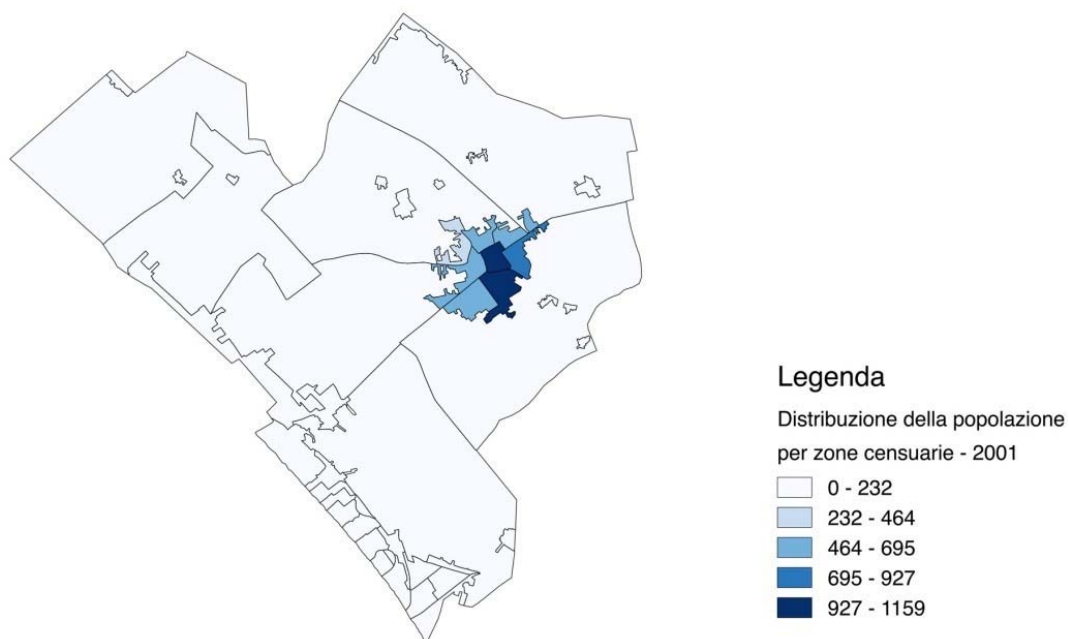 Legenda
Distribuzione della popolazione
per zone censuarie - 2001
0 - 232
232 - 464
464 - 695
695 - 927
927 - 1159